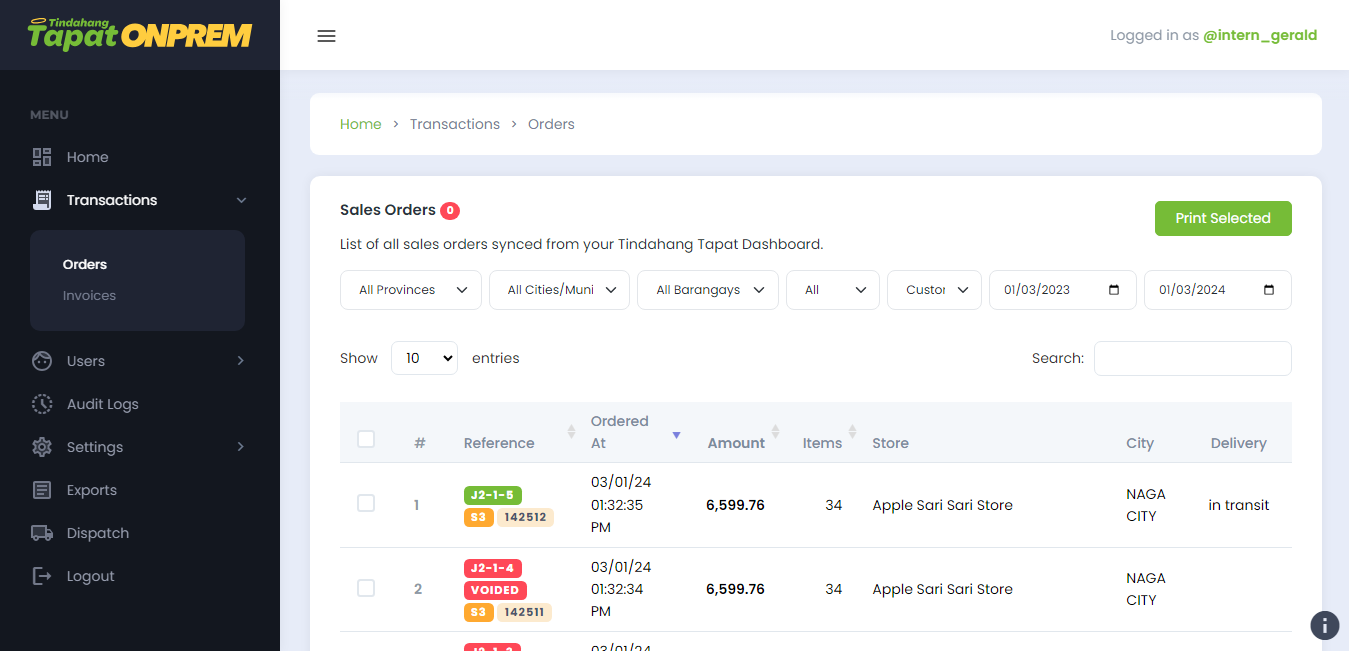 Tindahang
Tapat ONPREM
Logged in as @intern_gerald
MENU
Home
Transactions
Orders
Invoices
Users
Audit Logs
Settings
Exports
Dispatch
Logout
Home > Transactions > Orders
Sales Orders 0
Print Selected
List of all sales orders synced from your Tindahang Tapat Dashboard.
All Provinces All Cities/Muni All Barangays All Custor 01/03/2023 01/03/2024
Show 10 entries Search:
# Reference Ordered At Amount Items Store City Delivery
1 J2-1-5 03/01/24 NAGA
01:32:35 6,599.76 34 Apple Sari Sari Store in transit
S3 142512 PM CITY
2 J2-1-4 03/01/24 NAGA
VOIDED 01:32:34 6,599.76 34 Apple Sari Sari Store
S3 142511 PM CITY
03/01/24